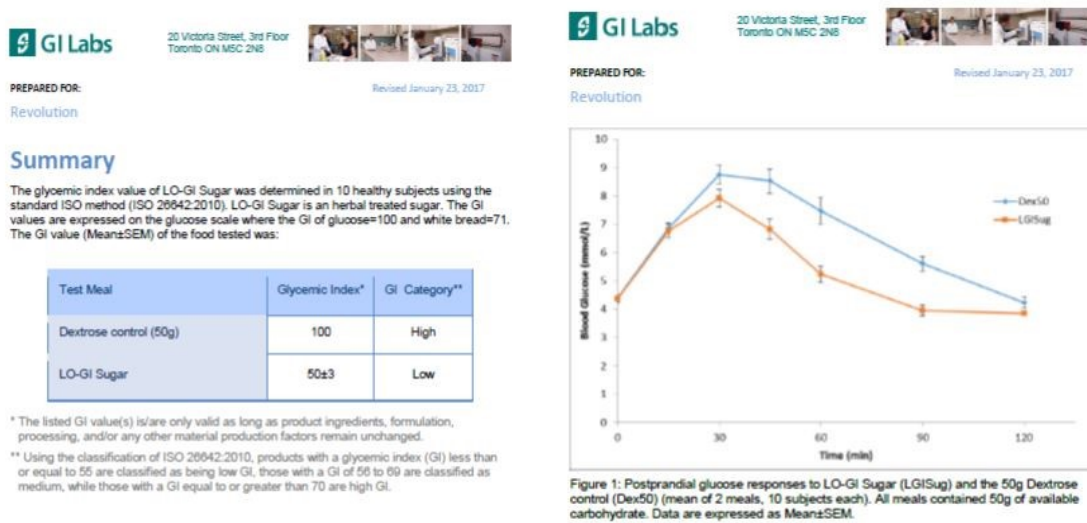 GI Labs
20 Victoria Street, 3rd Floor
Toronto ON M5C 2N8
PREPARED FOR:
Revised January 23, 2017
Revolution
Summary
The glycemic index value of LO-GI Sugar was determined in 10 healthy subjects using the
standard ISO method (ISO 26642:2010). LO-GI Sugar is an herbal treated sugar. The GI
values are expressed on the glucose scale where the GI of glucose=100 and white bread=71.
The GI value (Mean±SEM) of the food tested was:
Test Meal Glycemic Index* GI Category**
Dextrose control (50g) 100 High
LO-GI Sugar 50±3 Low
* The listed GI value(s) is/are only valid as long as product ingredients, formulation,
processing, and/or any other material production factors remain unchanged.
** Using the classification of ISO 26642:2010, products with a glycemic index (GI) less than
or equal to 55 are classified as being low GI, those with a GI of 56 to 69 are classified as
medium, while those with a GI equal to or greater than 70 are high GI.
GI Labs
20 Victoria Street, 3rd Floor
Toronto ON M5C 2N8
PREPARED FOR:
Revised January 23, 2017
Revolution
10
9
8
7
6
5
4
3
2
1
0
Blood Glucose (mmol/L)
Dex50
LGISug
0 30 60 90 120
Time (min)
Figure 1: Postprandial glucose responses to LO-GI Sugar (LGISug) and the 50g Dextrose
control (Dex50) (mean of 2 meals, 10 subjects each). All meals contained 50g of available
carbohydrate. Data are expressed as Mean±SEM.